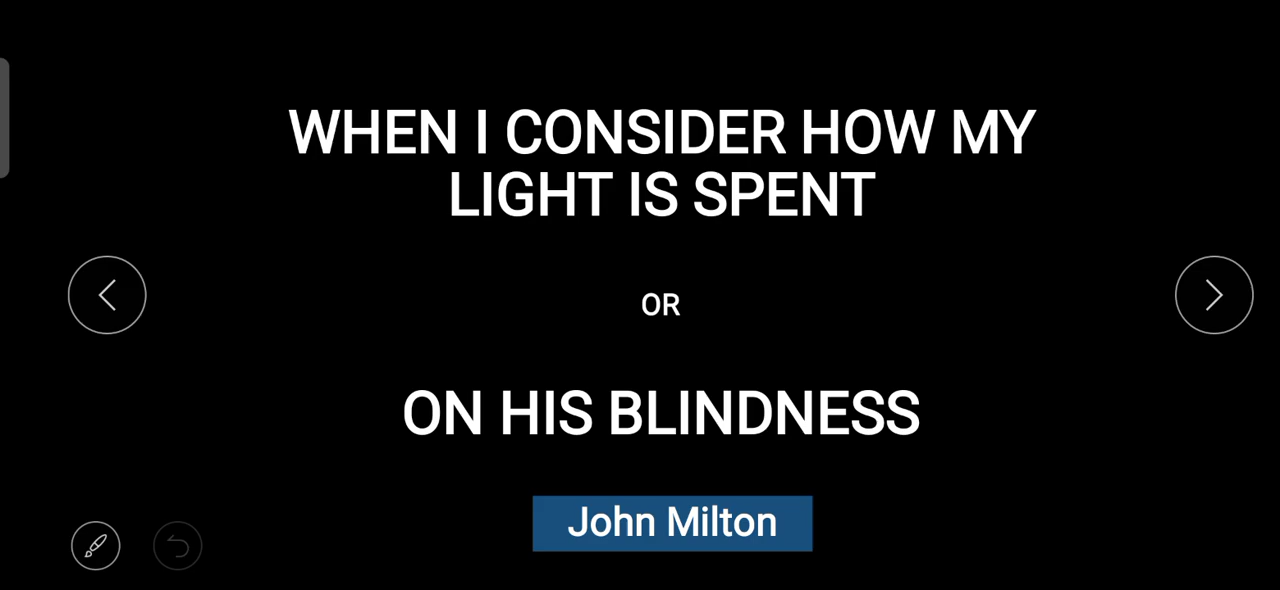 WHEN I CONSIDER HOW MY
LIGHT IS SPENT
OR
ON HIS BLINDNESS
John Milton